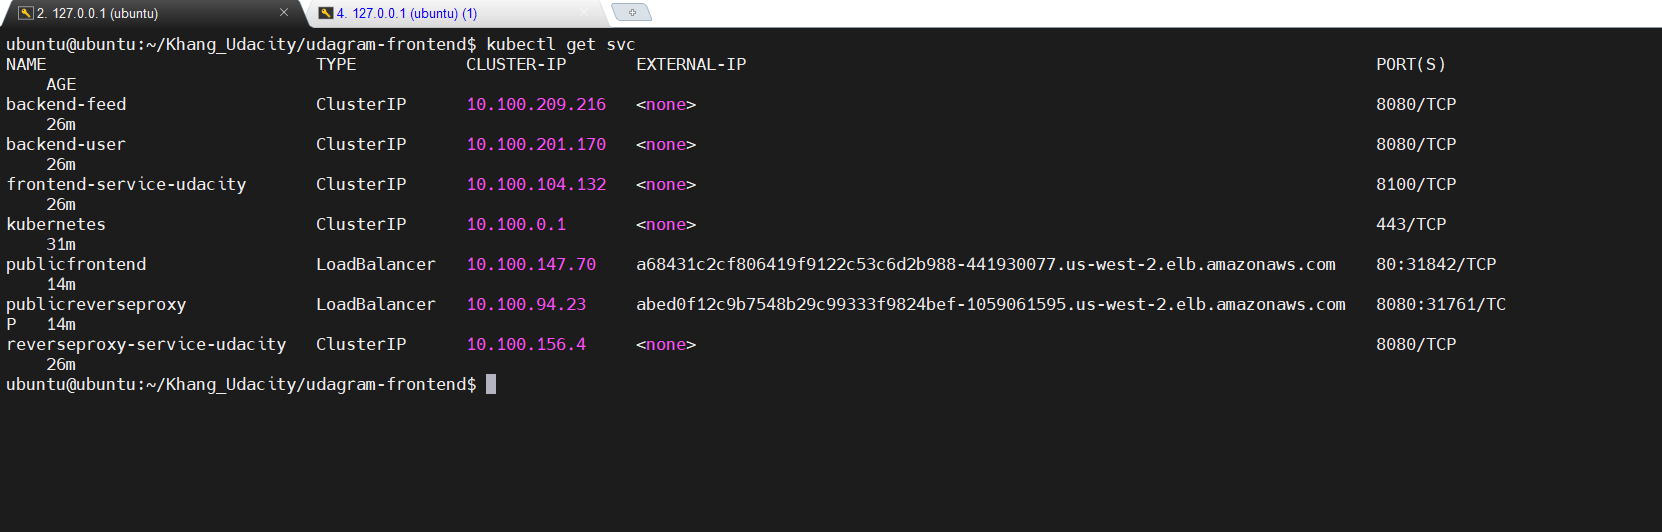 2. 127.0.0.1 (ubuntu) 4. 127.0.0.1 (ubuntu) (1)
ubuntu@ubuntu:~/Khang_Udacity/udagram-frontend$ kubectl get svc
NAME TYPE CLUSTER-IP EXTERNAL-IP PORT(S)
AGE
backend-feed ClusterIP 10.100.209.216 <none> 8080/TCP
26m
backend-user ClusterIP 10.100.201.170 <none> 8080/TCP
26m
frontend-service-udacity ClusterIP 10.100.104.132 <none> 8100/TCP
26m
kubernetes ClusterIP 10.100.0.1 <none> 443/TCP
31m
publicfrontend LoadBalancer 10.100.147.70 a68431c2cf806419f9122c53c6d2b988-441930077.us-west-2.elb.amazonaws.com 80:31842/TCP
14m
publicreverseproxy LoadBalancer 10.100.94.23 abed0f12c9b7548b29c99333f9824bef-1059061595.us-west-2.elb.amazonaws.com 8080:31761/TC
P 14m
reverseproxy-service-udacity ClusterIP 10.100.156.4 <none> 8080/TCP
26m
ubuntu@ubuntu:~/Khang_Udacity/udagram-frontend$